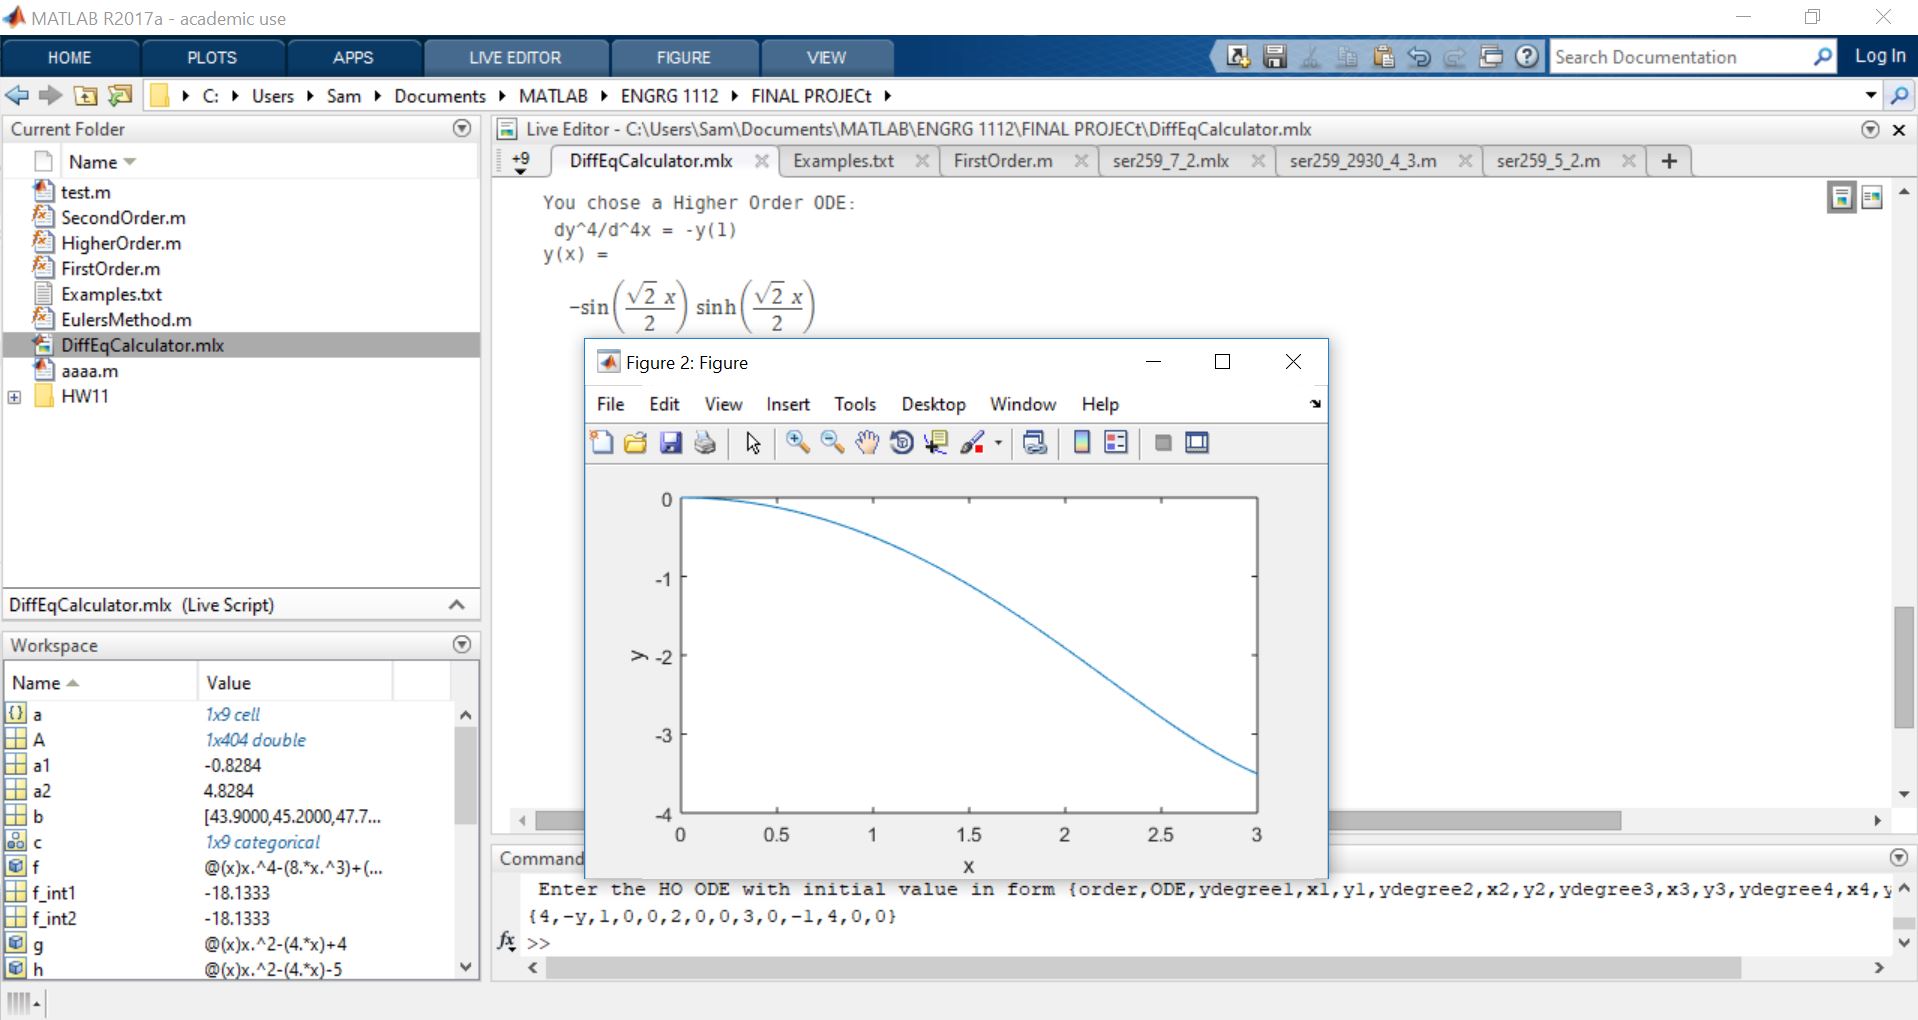 MATLAB R2017a - academic use
HOME PLOTS APPS LIVE EDITOR FIGURE VIEW Search Documentation Log In
C: Users Sam Documents MATLAB ENGRG 1112 FINAL PROJECt
Current Folder
Name
test.m
SecondOrder.m
HigherOrder.m
FirstOrder.m
Examples.txt
EulersMethod.m
DiffEqCalculator.mlx
aaaa.m
HW11
DiffEqCalculator.mlx (Live Script)
Workspace
Name Value
a 1x9 cell
A 1x404 double
a1 -0.8284
a2 4.8284
b [43.9000,45.2000,47.7...
c 1x9 categorical
f @(x)x.^4-(8.*x.^3)+(...
f_int1 -18.1333
f_int2 -18.1333
g @(x)x.^2-(4.*x)+4
h @(x)x.^2-(4.*x)-5
Live Editor - C:\Users\Sam\Documents\MATLAB\ENGRG 1112\FINAL PROJECt\DiffEqCalculator.mlx
+9 DiffEqCalculator.mlx Examples.txt FirstOrder.m ser259_7_2.mlx ser259_2930_4_3.m ser259_5_2.m +
You chose a Higher Order ODE:
dy^4/d^4x = -y(1)
y(x) =
-sin(√2 x/2) sinh(√2 x/2)
Figure 2: Figure
File Edit View Insert Tools Desktop Window Help
0
-1
-2
-3
-4
y
0 0.5 1 1.5 2 2.5 3
x
Command
Enter the HO ODE with initial value in form {order,ODE,ydegree1,x1,y1,ydegree2,x2,y2,ydegree3,x3,y3,ydegree4,x4,y
{4,-y,1,0,0,2,0,0,3,0,-1,4,0,0}
fx >>